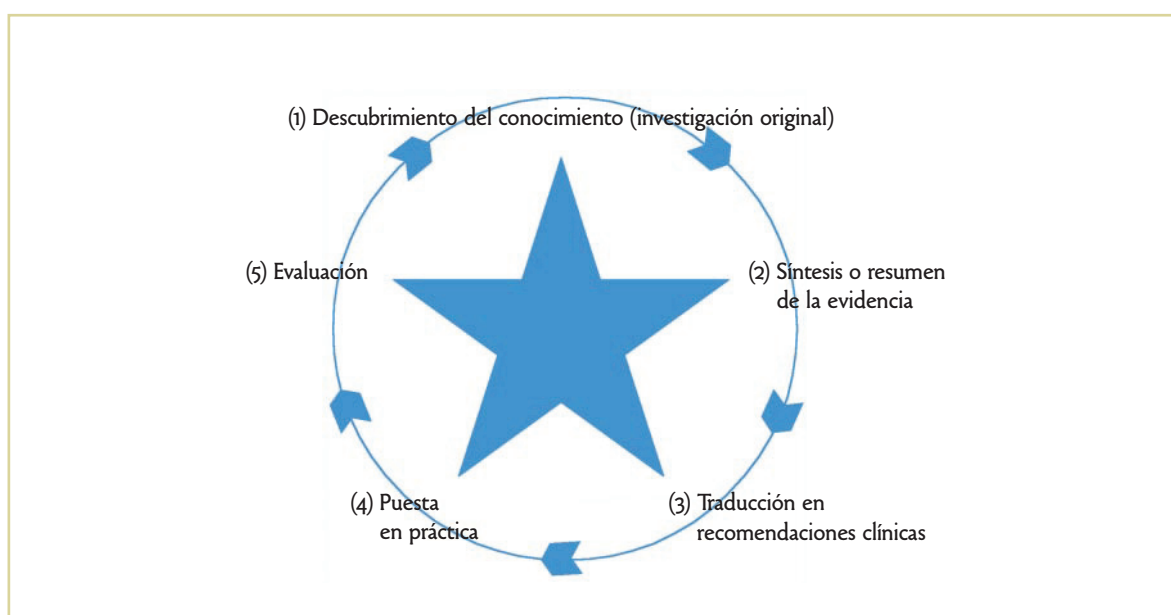 (1) Descubrimiento del conocimiento (investigación original)
(2) Síntesis o resumen
de la evidencia
(3) Traducción en
recomendaciones clínicas
(4) Puesta
en práctica
(5) Evaluación